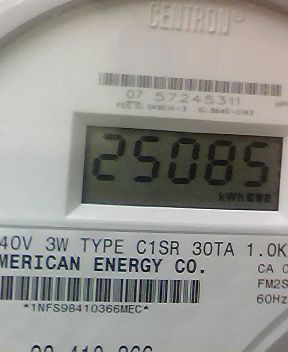 CENTRON®
07 57245311
25085
kWh
40V 3W TYPE C1SR 30TA 1.0K
MERICAN ENERGY CO.
CA 0
FM2S
*1NFS98410366MEC*
60Hz